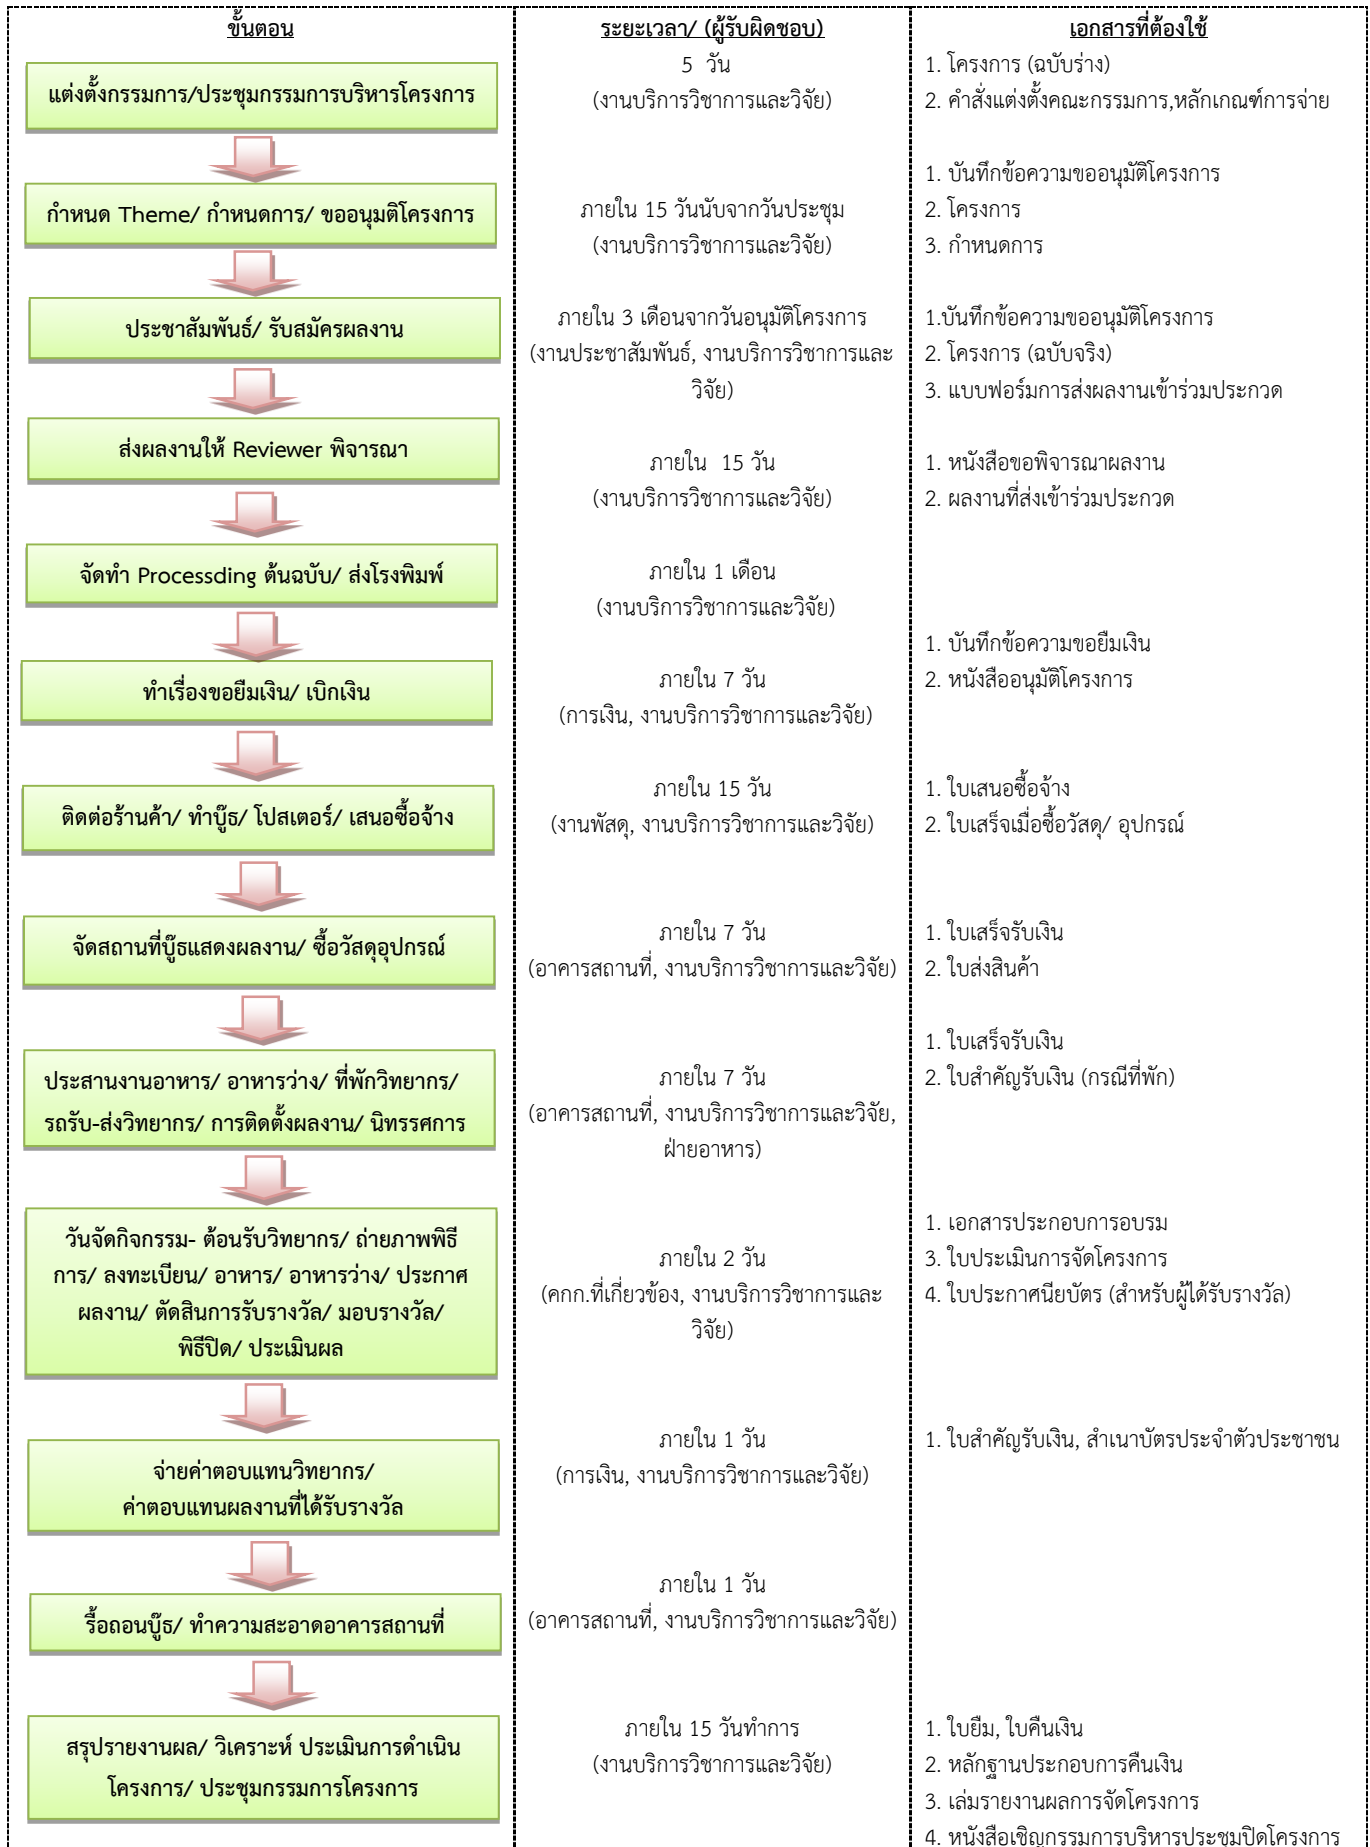 ขั้นตอน
ระยะเวลา/ (ผู้รับผิดชอบ)
เอกสารที่ต้องใช้
แต่งตั้งกรรมการ/ประชุมกรรมการบริหารโครงการ
5 วัน
(งานบริการวิชาการและวิจัย)
1. โครงการ (ฉบับร่าง)
2. คำสั่งแต่งตั้งคณะกรรมการ,หลักเกณฑ์การจ่าย
กำหนด Theme/ กำหนดการ/ ขออนุมติโครงการ
ภายใน 15 วันนับจากวันประชุม
(งานบริการวิชาการและวิจัย)
1. บันทึกข้อความขออนุมัติโครงการ
2. โครงการ
3. กำหนดการ
ประชาสัมพันธ์/ รับสมัครผลงาน
ภายใน 3 เดือนจากวันอนุมัติโครงการ
(งานประชาสัมพันธ์, งานบริการวิชาการและ
วิจัย)
1.บันทึกข้อความขออนุมัติโครงการ
2. โครงการ (ฉบับจริง)
3. แบบฟอร์มการส่งผลงานเข้าร่วมประกวด
ส่งผลงานให้ Reviewer พิจารณา
ภายใน 15 วัน
(งานบริการวิชาการและวิจัย)
1. หนังสือขอพิจารณาผลงาน
2. ผลงานที่ส่งเข้าร่วมประกวด
จัดทำ Processding ต้นฉบับ/ ส่งโรงพิมพ์
ภายใน 1 เดือน
(งานบริการวิชาการและวิจัย)
ทำเรื่องขอยืมเงิน/ เบิกเงิน
ภายใน 7 วัน
(การเงิน, งานบริการวิชาการและวิจัย)
1. บันทึกข้อความขอยืมเงิน
2. หนังสืออนุมัติโครงการ
ติดต่อร้านค้า/ ทำบู๊ธ/ โปสเตอร์/ เสนอซื้อจ้าง
ภายใน 15 วัน
(งานพัสดุ, งานบริการวิชาการและวิจัย)
1. ใบเสนอซื้อจ้าง
2. ใบเสร็จเมื่อซื้อวัสดุ/ อุปกรณ์
จัดสถานที่บู๊ธแสดงผลงาน/ ซื้อวัสดุอุปกรณ์
ภายใน 7 วัน
(อาคารสถานที่, งานบริการวิชาการและวิจัย)
1. ใบเสร็จรับเงิน
2. ใบส่งสินค้า
ประสานงานอาหาร/ อาหารว่าง/ ที่พักวิทยากร/
รถรับ-ส่งวิทยากร/ การติดตั้งผลงาน/ นิทรรศการ
ภายใน 7 วัน
(อาคารสถานที่, งานบริการวิชาการและวิจัย,
ฝ่ายอาหาร)
1. ใบเสร็จรับเงิน
2. ใบสำคัญรับเงิน (กรณีที่พัก)
วันจัดกิจกรรม- ต้อนรับวิทยากร/ ถ่ายภาพพิธี
การ/ ลงทะเบียน/ อาหาร/ อาหารว่าง/ ประกาศ
ผลงาน/ ตัดสินการรับรางวัล/ มอบรางวัล/
พิธีปิด/ ประเมินผล
ภายใน 2 วัน
(คกก.ที่เกี่ยวข้อง, งานบริการวิชาการและ
วิจัย)
1. เอกสารประกอบการอบรม
3. ใบประเมินการจัดโครงการ
4. ใบประกาศนียบัตร (สำหรับผู้ได้รับรางวัล)
จ่ายค่าตอบแทนวิทยากร/
ค่าตอบแทนผลงานที่ได้รับรางวัล
ภายใน 1 วัน
(การเงิน, งานบริการวิชาการและวิจัย)
1. ใบสำคัญรับเงิน, สำเนาบัตรประจำตัวประชาชน
รื้อถอนบู๊ธ/ ทำความสะอาดอาคารสถานที่
ภายใน 1 วัน
(อาคารสถานที่, งานบริการวิชาการและวิจัย)
สรุปรายงานผล/ วิเคราะห์ ประเมินการดำเนิน
โครงการ/ ประชุมกรรมการโครงการ
ภายใน 15 วันทำการ
(งานบริการวิชาการและวิจัย)
1. ใบยืม, ใบคืนเงิน
2. หลักฐานประกอบการคืนเงิน
3. เล่มรายงานผลการจัดโครงการ
4. หนังสือเชิญกรรมการบริหารประชุมปิดโครงการ